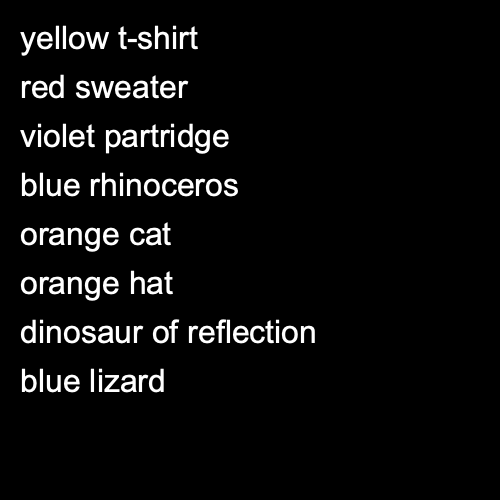 yellow t-shirt
red sweater
violet partridge
blue rhinoceros
orange cat
orange hat
dinosaur of reflection
blue lizard